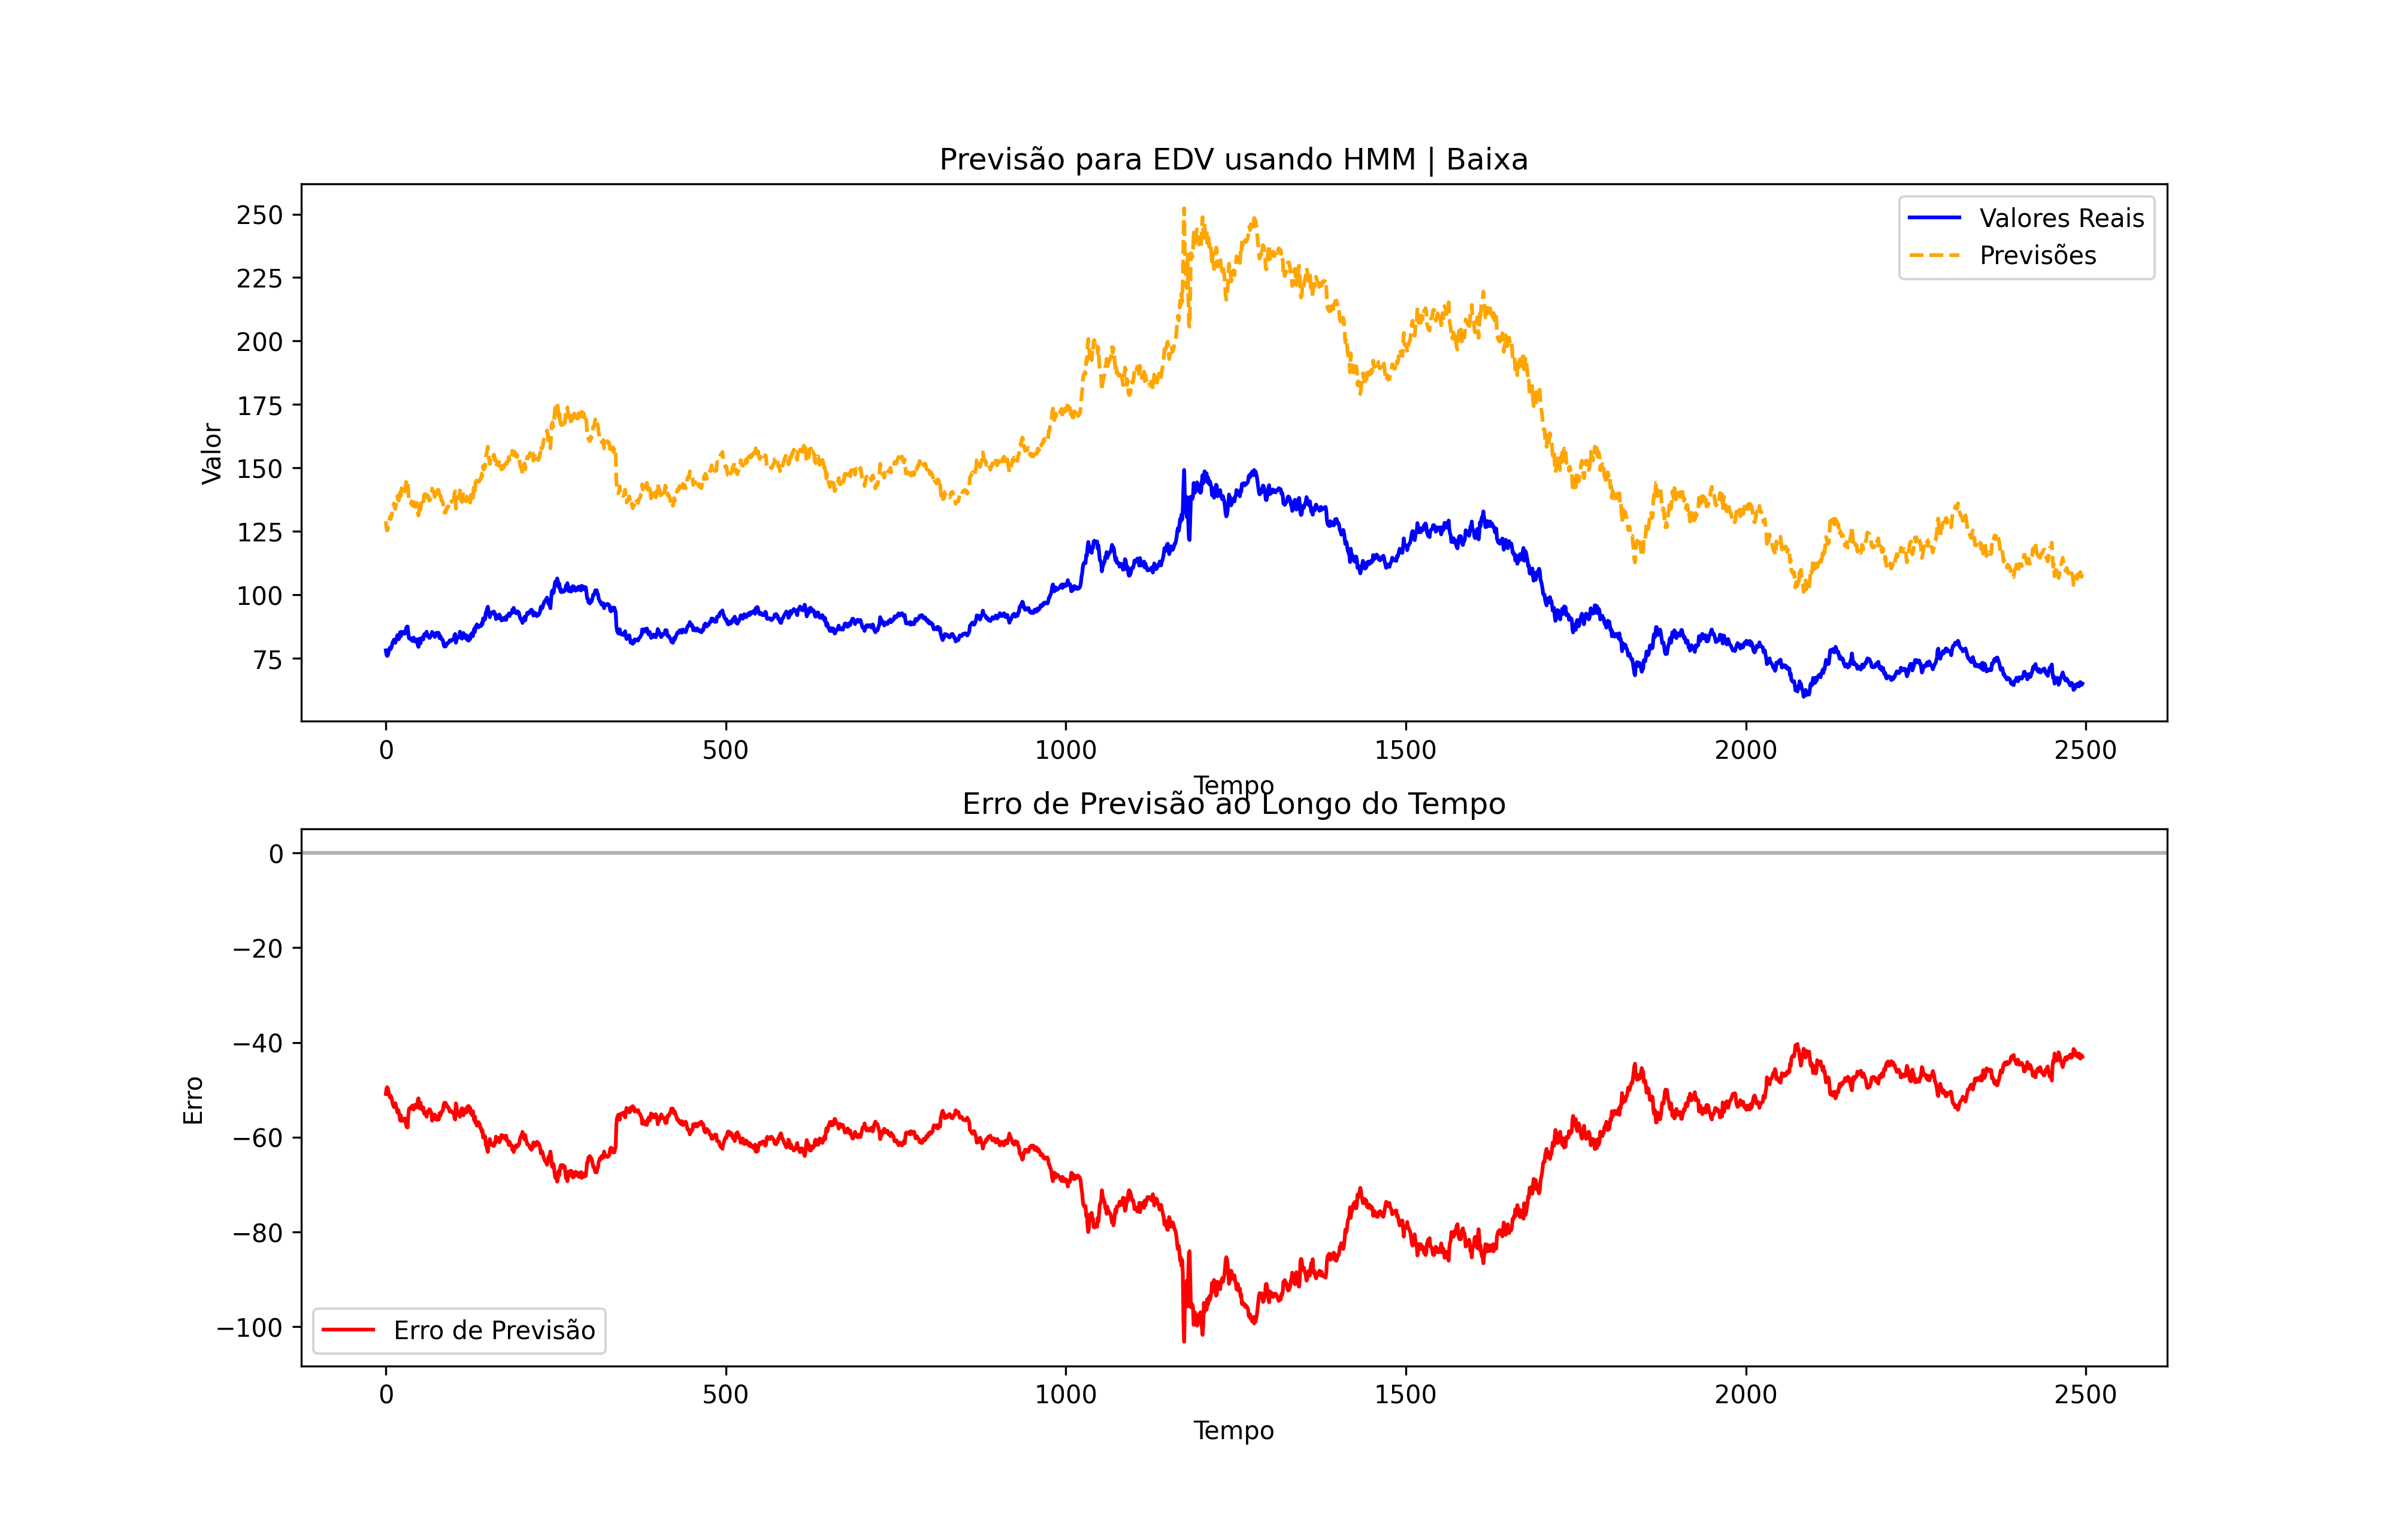 Previsão para EDV usando HMM | Baixa
Valor
250
225
200
175
150
125
100
75
Valores Reais
Previsões
0 500 1000 1500 2000 2500
Tempo
Erro de Previsão ao Longo do Tempo
Erro
0
−20
−40
−60
−80
−100
Erro de Previsão
0 500 1000 1500 2000 2500
Tempo